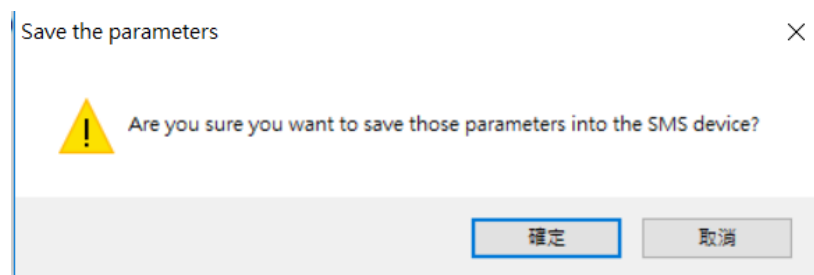 Save the parameters
Are you sure you want to save those parameters into the SMS device?
確定
取消